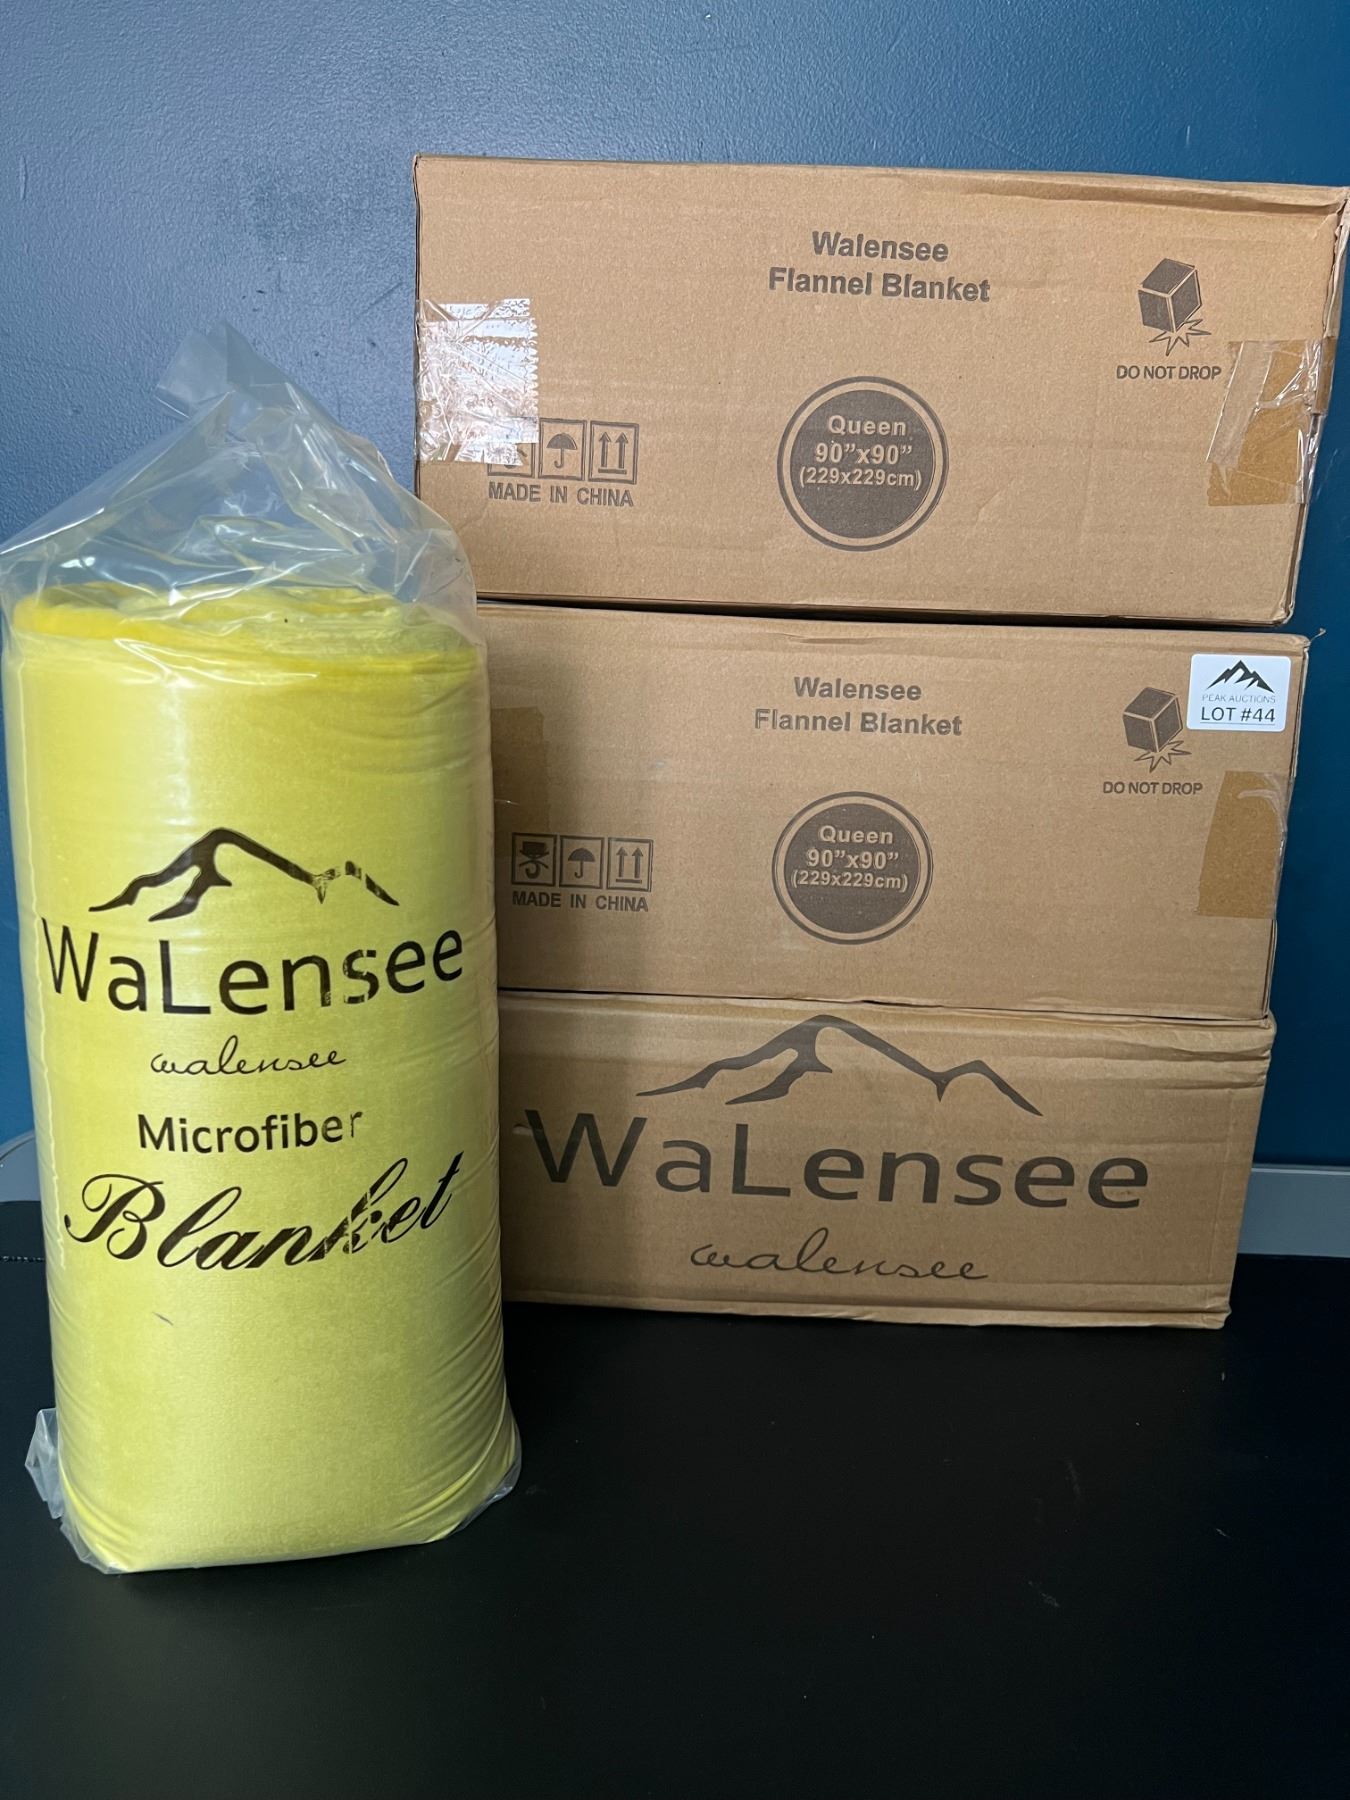 Walensee
Flannel Blanket
DO NOT DROP
Queen
90”x90”
(229x229cm)
MADE IN CHINA
Walensee
Flannel Blanket
PEAK AUCTIONS
LOT #44
DO NOT DROP
Queen
90”x90”
(229x229cm)
MADE IN CHINA
WaLensee
walensee
WaLensee
walensee
Microfiber
Blanket